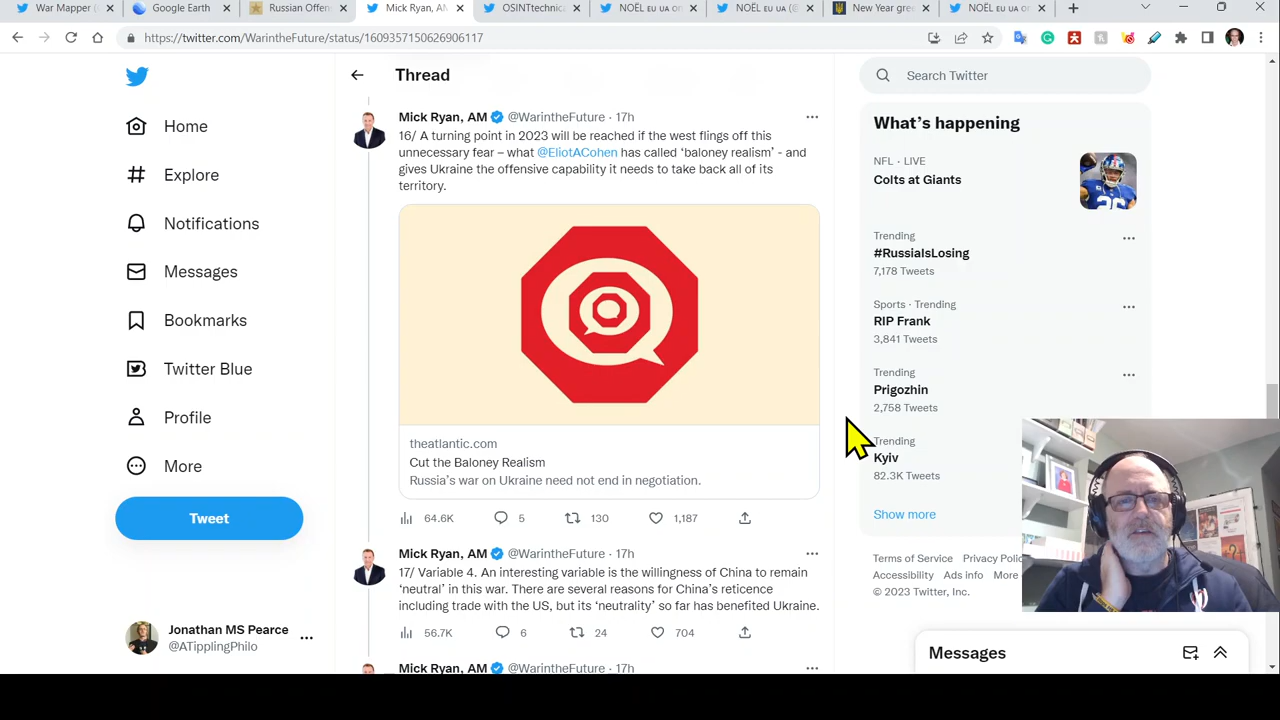 War Mapper (
Google Earth
Russian Offen
Mick Ryan, AM
OSINTtechnica
NOËL EU UA on
NOËL EU UA (@
New Year gree
NOËL EU UA on
https://twitter.com/WarintheFuture/status/1609357150626906117
Home
Explore
Notifications
Messages
Bookmarks
Twitter Blue
Profile
More
Tweet
Jonathan MS Pearce
@ATipplingPhilo
Thread
Mick Ryan, AM @WarintheFuture · 17h
16/ A turning point in 2023 will be reached if the west flings off this
unnecessary fear – what @EliotACohen has called ‘baloney realism’ - and
gives Ukraine the offensive capability it needs to take back all of its
territory.
theatlantic.com
Cut the Baloney Realism
Russia’s war on Ukraine need not end in negotiation.
64.6K 5 130 1,187
Mick Ryan, AM @WarintheFuture · 17h
17/ Variable 4. An interesting variable is the willingness of China to remain
‘neutral’ in this war. There are several reasons for China’s reticence
including trade with the US, but its ‘neutrality’ so far has benefited Ukraine.
56.7K 6 24 704
Mick Ryan, AM @WarintheFuture · 17h
Search Twitter
What’s happening
NFL · LIVE
Colts at Giants
Trending
#RussiaIsLosing
7,178 Tweets
Sports · Trending
RIP Frank
3,841 Tweets
Trending
Prigozhin
2,758 Tweets
Trending
Kyiv
82.3K Tweets
Show more
Terms of Service Privacy Polic
Accessibility Ads info More
© 2023 Twitter, Inc.
Messages